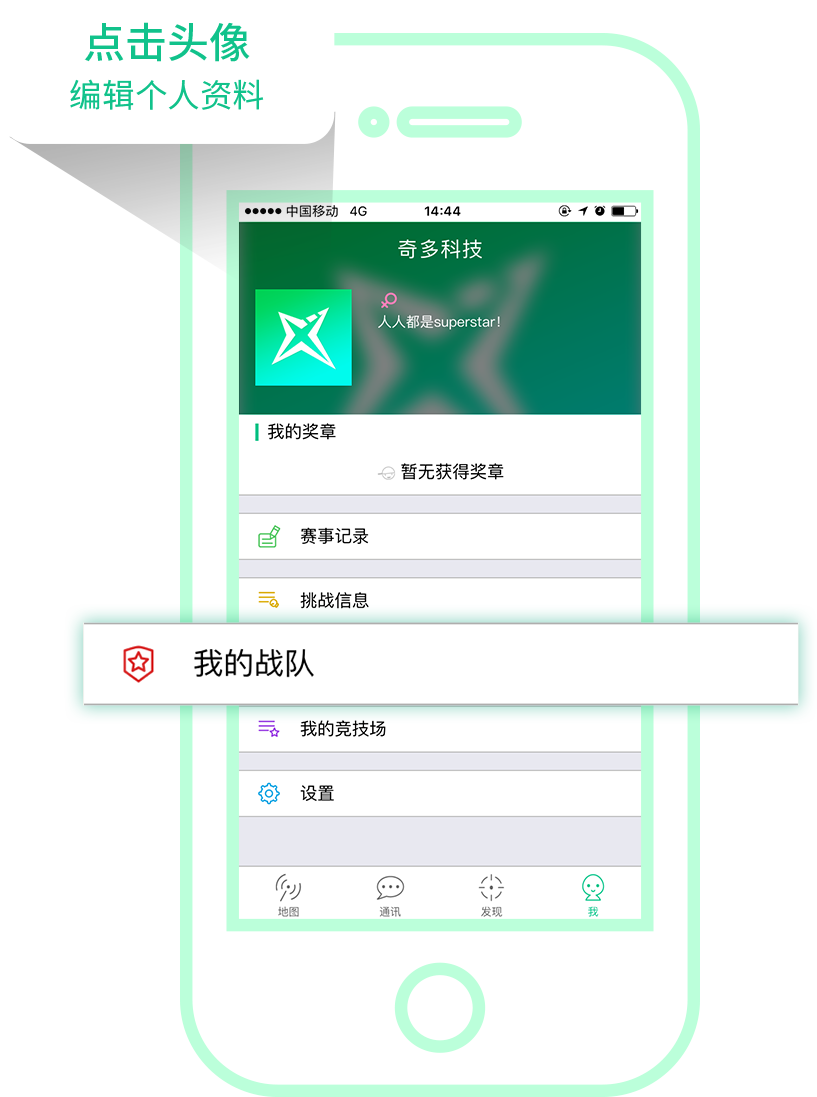 点击头像
编辑个人资料
中国移动 4G 14:44
奇多科技
人人都是superstar！
我的奖章
暂无获得奖章
赛事记录
挑战信息
我的战队
我的竞技场
设置
地图 通讯 发现 我